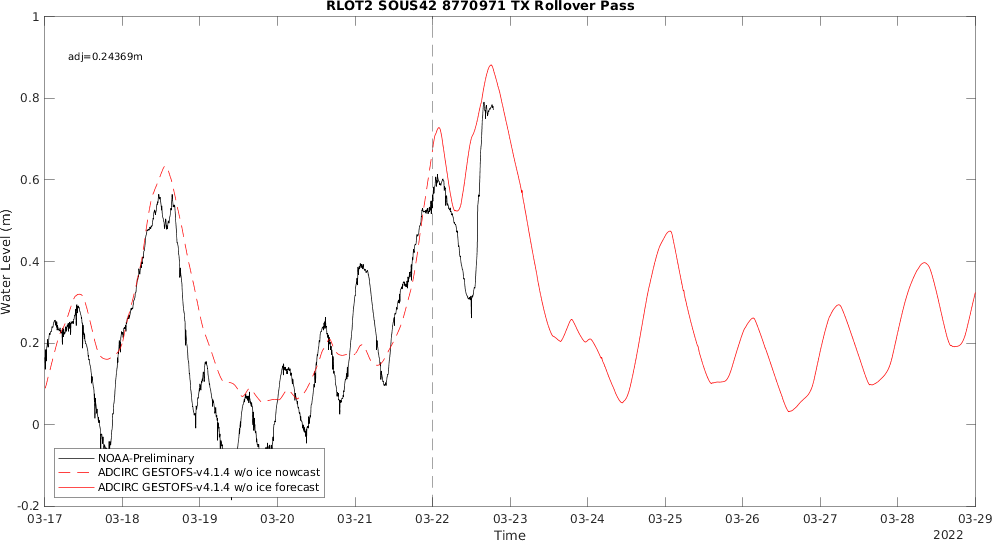 RLOT2 SOUS42 8770971 TX Rollover Pass
adj=0.24369m
Water Level (m)
1
0.8
0.6
0.4
0.2
0
-0.2
NOAA-Preliminary
ADCIRC GESTOFS-v4.1.4 w/o ice nowcast
ADCIRC GESTOFS-v4.1.4 w/o ice forecast
03-17 03-18 03-19 03-20 03-21 03-22 03-23 03-24 03-25 03-26 03-27 03-28 03-29
Time
2022